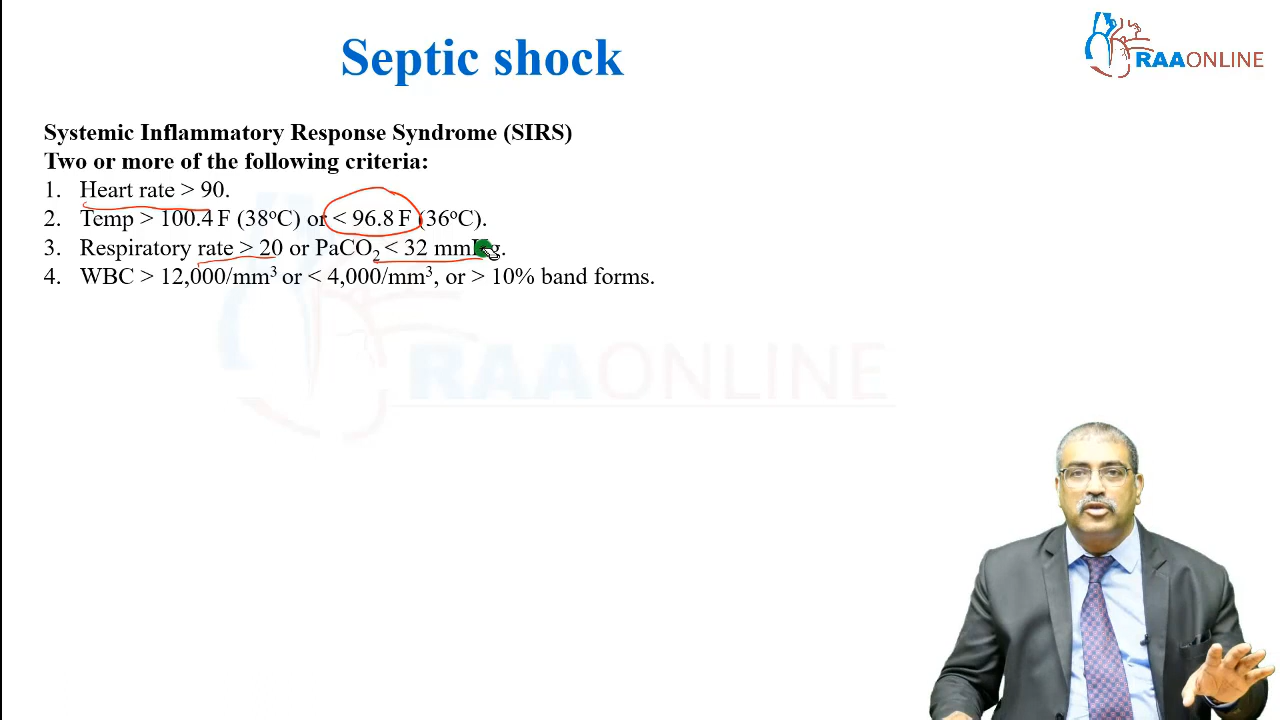 Septic shock
RAAONLINE
Systemic Inflammatory Response Syndrome (SIRS)
Two or more of the following criteria:
1. Heart rate > 90.
2. Temp > 100.4 F (38°C) or < 96.8 F (36°C).
3. Respiratory rate > 20 or PaCO₂ < 32 mmHg.
4. WBC > 12,000/mm³ or < 4,000/mm³, or > 10% band forms.
RAAONLINE